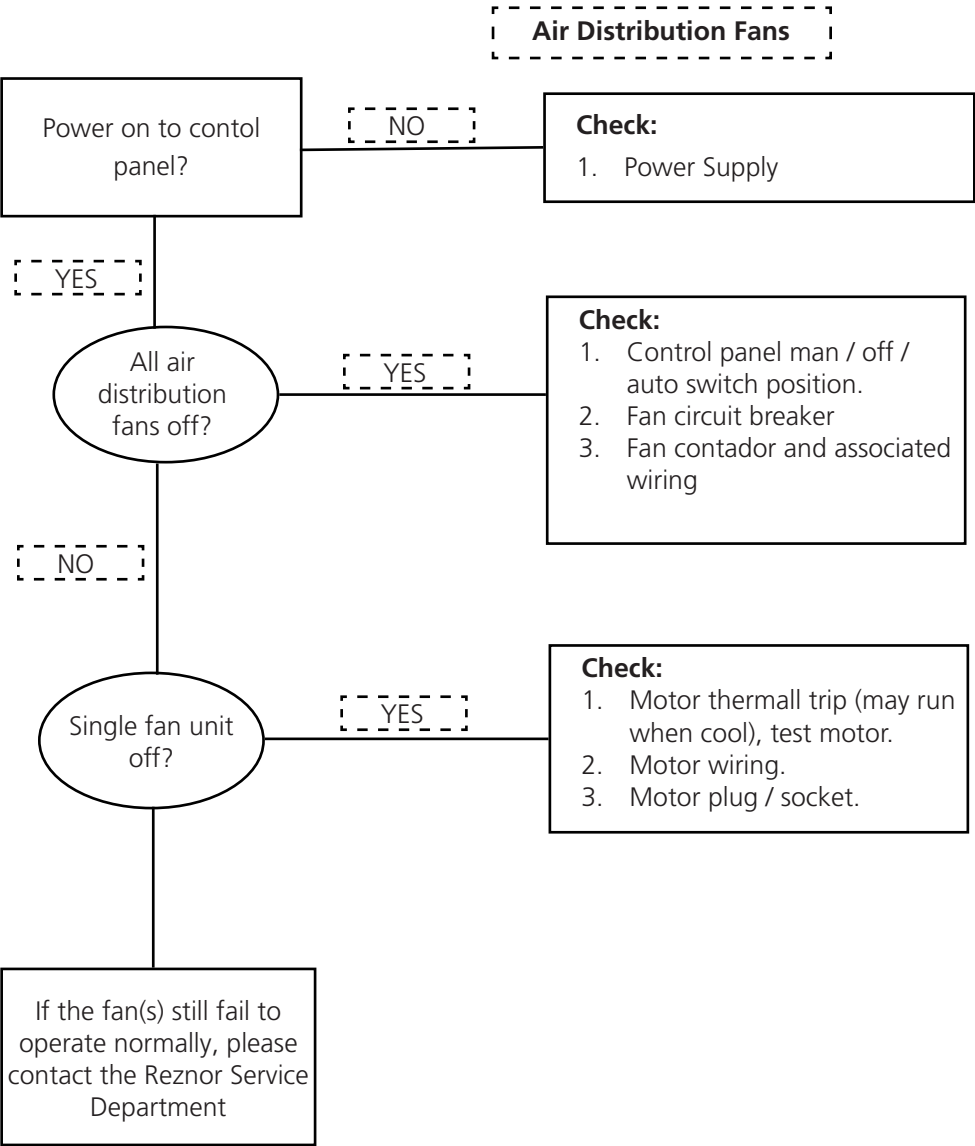 Air Distribution Fans
Power on to contol
panel?
NO
Check:
1. Power Supply
YES
All air
distribution
fans off?
YES
Check:
1. Control panel man / off /
auto switch position.
2. Fan circuit breaker
3. Fan contador and associated
wiring
NO
Single fan unit
off?
YES
Check:
1. Motor thermall trip (may run
when cool), test motor.
2. Motor wiring.
3. Motor plug / socket.
If the fan(s) still fail to
operate normally, please
contact the Reznor Service
Department